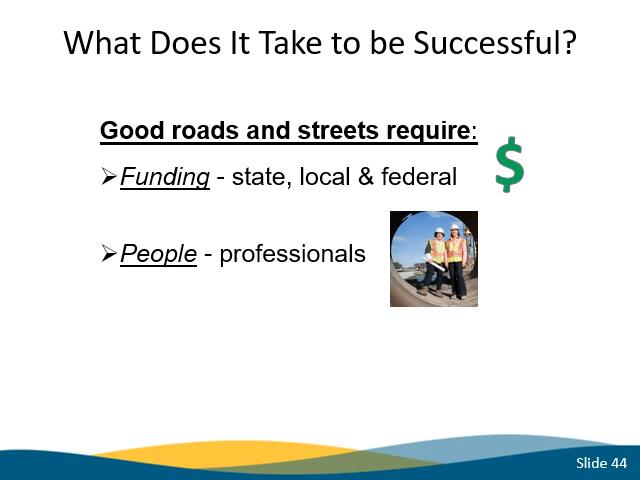 What Does It Take to be Successful?
Good roads and streets require:
➢Funding - state, local & federal
$
➢People - professionals
Slide 44